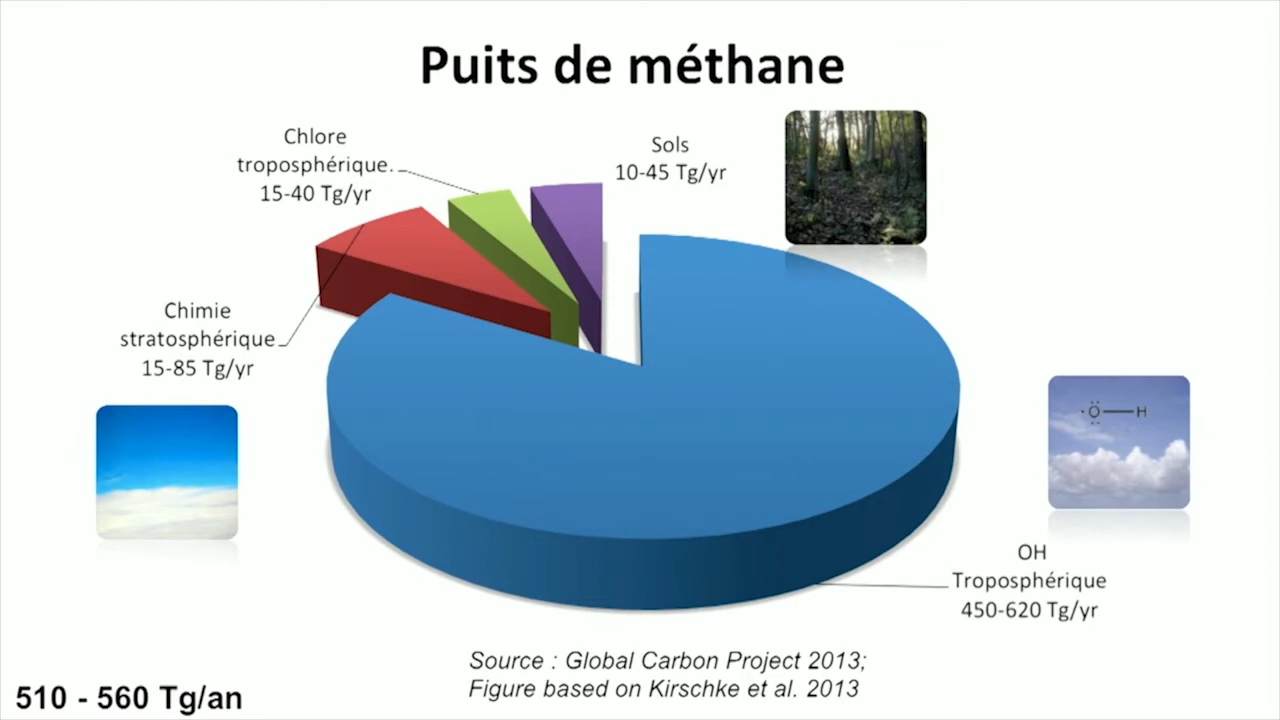 Puits de méthane
Chlore
troposphérique.
15-40 Tg/yr
Sols
10-45 Tg/yr
Chimie
stratosphérique
15-85 Tg/yr
·O—H
OH
Troposphérique
450-620 Tg/yr
Source : Global Carbon Project 2013;
Figure based on Kirschke et al. 2013
510 - 560 Tg/an